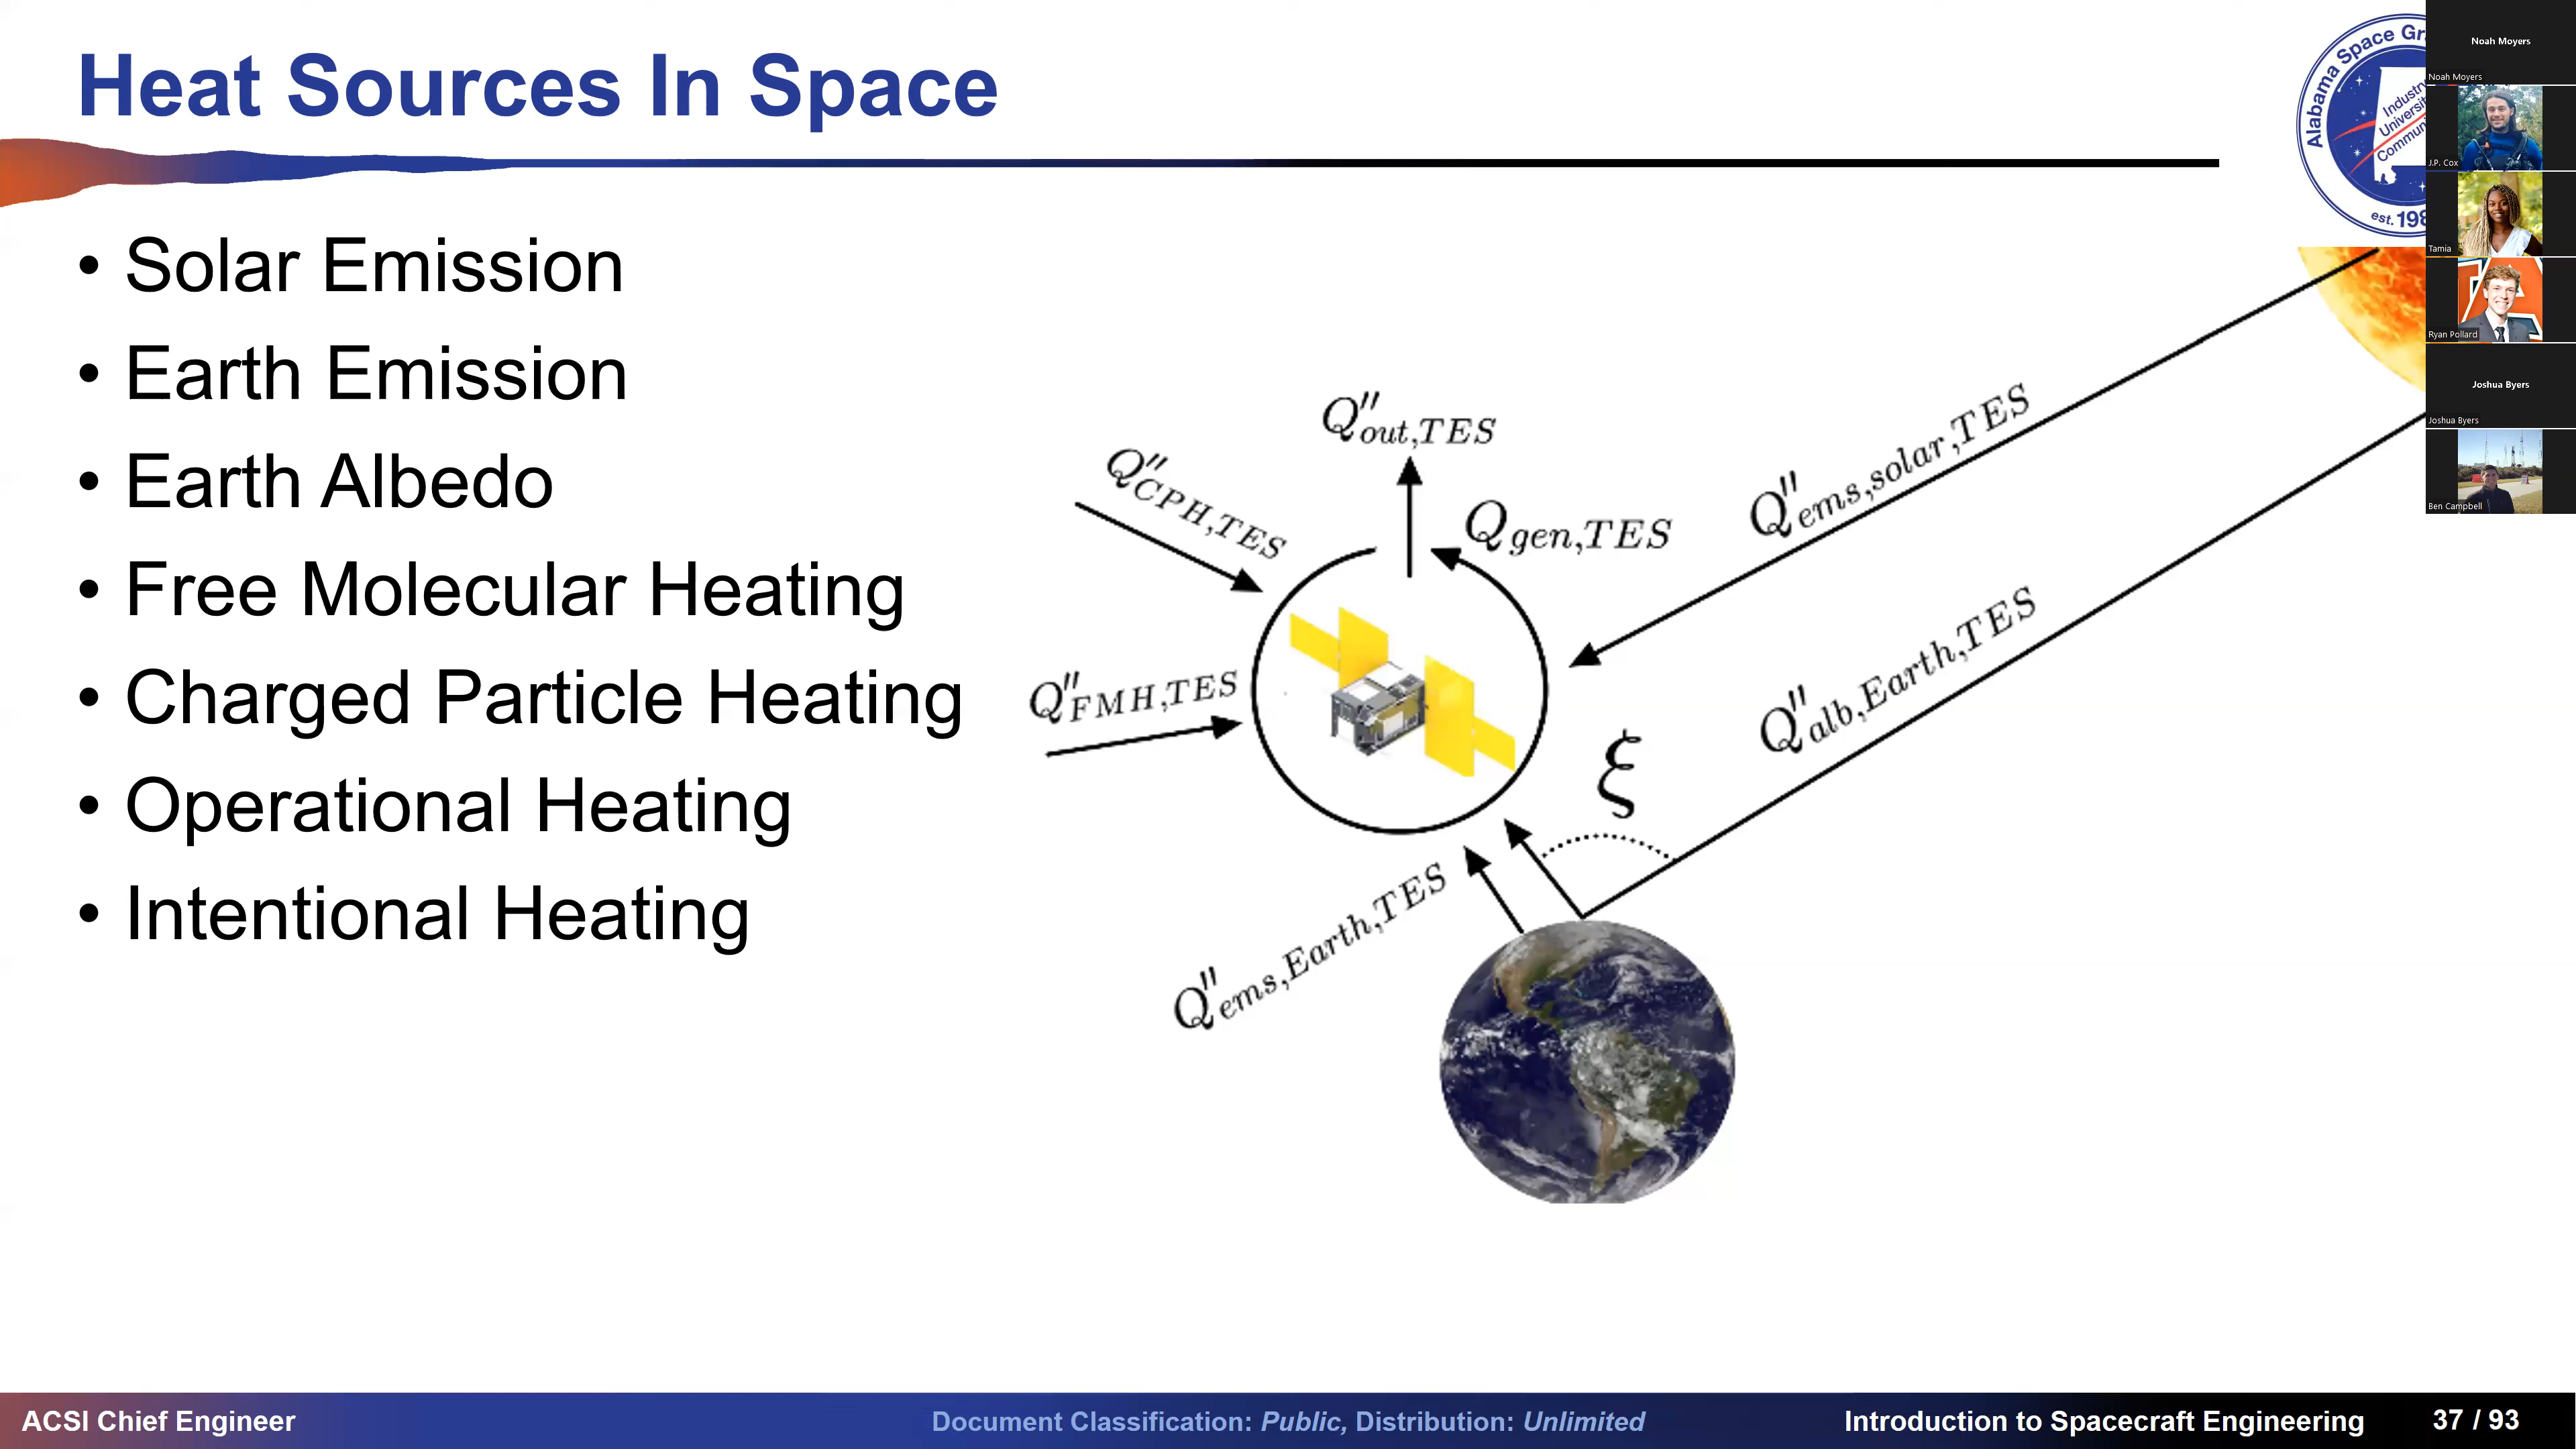 Heat Sources In Space
• Solar Emission
• Earth Emission
• Earth Albedo
• Free Molecular Heating
• Charged Particle Heating
• Operational Heating
• Intentional Heating
Q''out,TES
Q''CPH,TES
Qgen,TES
Q''ems,solar,TES
Q''FMH,TES
Q''alb,Earth,TES
ξ
Q''ems,Earth,TES
Alabama Space
est.
Noah Moyers
Noah Moyers
J.P. Cox
Tamia
Ryan Pollard
Joshua Byers
Joshua Byers
Ben Campbell
ACSI Chief Engineer
Document Classification: Public, Distribution: Unlimited
Introduction to Spacecraft Engineering
37 / 93